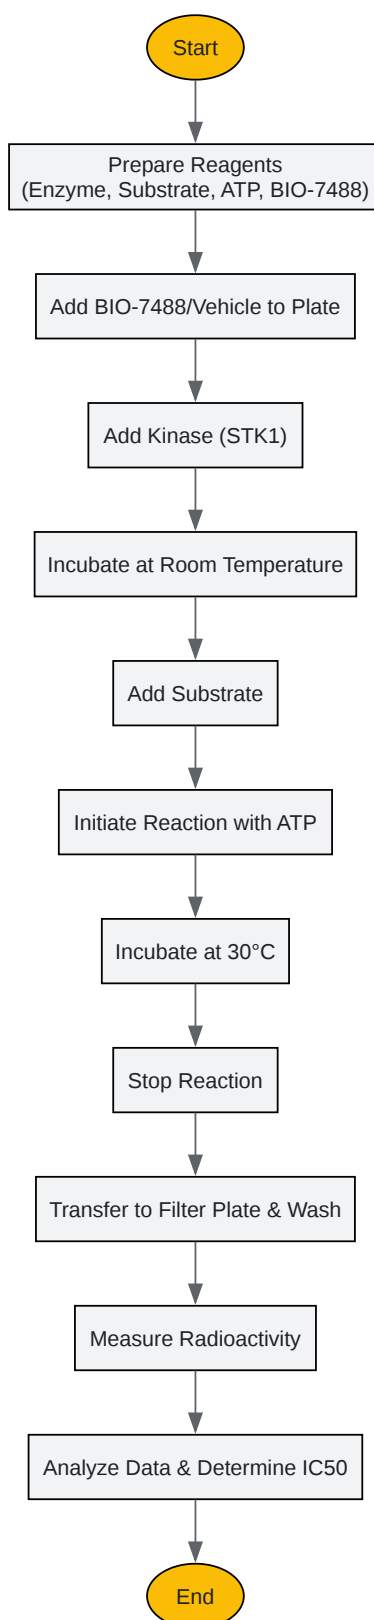 Start
Prepare Reagents
(Enzyme, Substrate, ATP, BIO-7488)
Add BIO-7488/Vehicle to Plate
Add Kinase (STK1)
Incubate at Room Temperature
Add Substrate
Initiate Reaction with ATP
Incubate at 30°C
Stop Reaction
Transfer to Filter Plate & Wash
Measure Radioactivity
Analyze Data & Determine IC50
End